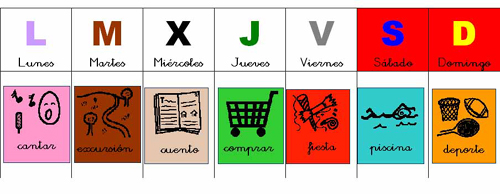 L M X J V S D
Lunes Martes Miércoles Jueves Viernes Sábado Domingo
cantar excursión cuento comprar fiesta piscina deporte